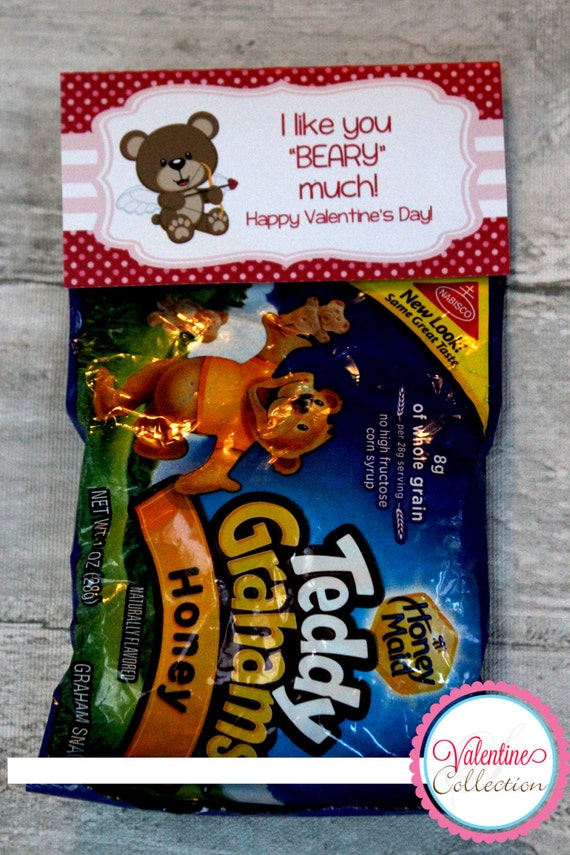 I like you
"BEARY"
much!
Happy Valentine's Day!
NABISCO
New Look!
Same Great Taste
8g
of whole grain
per 28g serving
no high fructose
corn syrup
Honey
Maid
Teddy
Grahams
Honey
NATURALLY FLAVORED
NET WT 1 OZ (28g)
GRAHAM SNA
Valentine
Collection